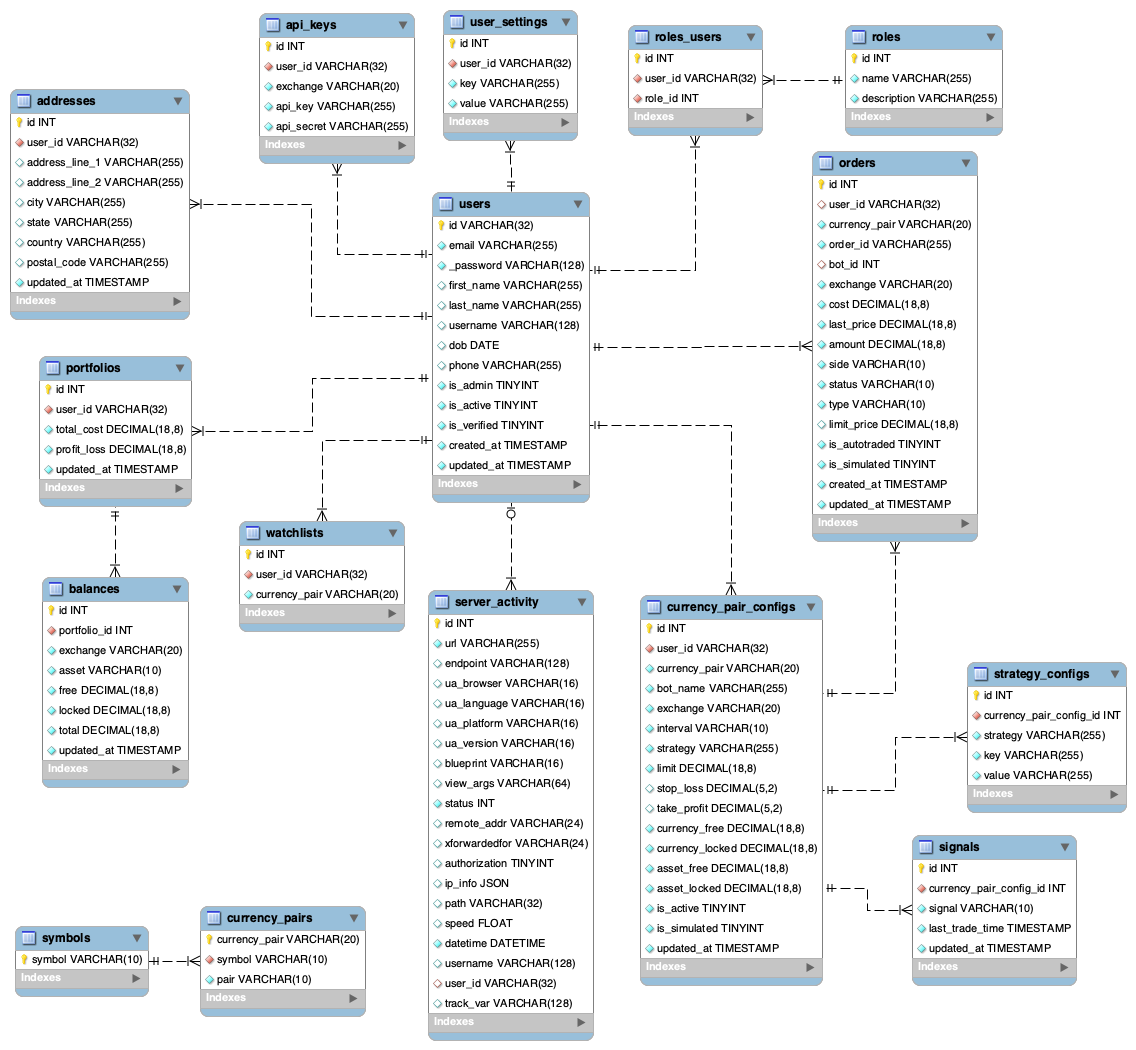 api_keys
id INT
user_id VARCHAR(32)
exchange VARCHAR(20)
api_key VARCHAR(255)
api_secret VARCHAR(255)
Indexes
user_settings
id INT
user_id VARCHAR(32)
key VARCHAR(255)
value VARCHAR(255)
Indexes
roles_users
id INT
user_id VARCHAR(32)
role_id INT
Indexes
roles
id INT
name VARCHAR(255)
description VARCHAR(255)
Indexes
addresses
id INT
user_id VARCHAR(32)
address_line_1 VARCHAR(255)
address_line_2 VARCHAR(255)
city VARCHAR(255)
state VARCHAR(255)
country VARCHAR(255)
postal_code VARCHAR(255)
updated_at TIMESTAMP
Indexes
users
id VARCHAR(32)
email VARCHAR(255)
_password VARCHAR(128)
first_name VARCHAR(255)
last_name VARCHAR(255)
username VARCHAR(128)
dob DATE
phone VARCHAR(255)
is_admin TINYINT
is_active TINYINT
is_verified TINYINT
created_at TIMESTAMP
updated_at TIMESTAMP
Indexes
orders
id INT
user_id VARCHAR(32)
currency_pair VARCHAR(20)
order_id VARCHAR(255)
bot_id INT
exchange VARCHAR(20)
cost DECIMAL(18,8)
last_price DECIMAL(18,8)
amount DECIMAL(18,8)
side VARCHAR(10)
status VARCHAR(10)
type VARCHAR(10)
limit_price DECIMAL(18,8)
is_autotraded TINYINT
is_simulated TINYINT
created_at TIMESTAMP
updated_at TIMESTAMP
Indexes
portfolios
id INT
user_id VARCHAR(32)
total_cost DECIMAL(18,8)
profit_loss DECIMAL(18,8)
updated_at TIMESTAMP
Indexes
watchlists
id INT
user_id VARCHAR(32)
currency_pair VARCHAR(20)
Indexes
balances
id INT
portfolio_id INT
exchange VARCHAR(20)
asset VARCHAR(10)
free DECIMAL(18,8)
locked DECIMAL(18,8)
total DECIMAL(18,8)
updated_at TIMESTAMP
Indexes
server_activity
id INT
url VARCHAR(255)
endpoint VARCHAR(128)
ua_browser VARCHAR(16)
ua_language VARCHAR(16)
ua_platform VARCHAR(16)
ua_version VARCHAR(16)
blueprint VARCHAR(16)
view_args VARCHAR(64)
status INT
remote_addr VARCHAR(24)
xforwardedfor VARCHAR(24)
authorization TINYINT
ip_info JSON
path VARCHAR(32)
speed FLOAT
datetime DATETIME
username VARCHAR(128)
user_id VARCHAR(32)
track_var VARCHAR(128)
Indexes
currency_pair_configs
id INT
user_id VARCHAR(32)
currency_pair VARCHAR(20)
bot_name VARCHAR(255)
exchange VARCHAR(20)
interval VARCHAR(10)
strategy VARCHAR(255)
limit DECIMAL(18,8)
stop_loss DECIMAL(5,2)
take_profit DECIMAL(5,2)
currency_free DECIMAL(18,8)
currency_locked DECIMAL(18,8)
asset_free DECIMAL(18,8)
asset_locked DECIMAL(18,8)
is_active TINYINT
is_simulated TINYINT
updated_at TIMESTAMP
Indexes
strategy_configs
id INT
currency_pair_config_id INT
strategy VARCHAR(255)
key VARCHAR(255)
value VARCHAR(255)
Indexes
signals
id INT
currency_pair_config_id INT
signal VARCHAR(10)
last_trade_time TIMESTAMP
updated_at TIMESTAMP
Indexes
symbols
symbol VARCHAR(10)
Indexes
currency_pairs
currency_pair VARCHAR(20)
symbol VARCHAR(10)
pair VARCHAR(10)
Indexes